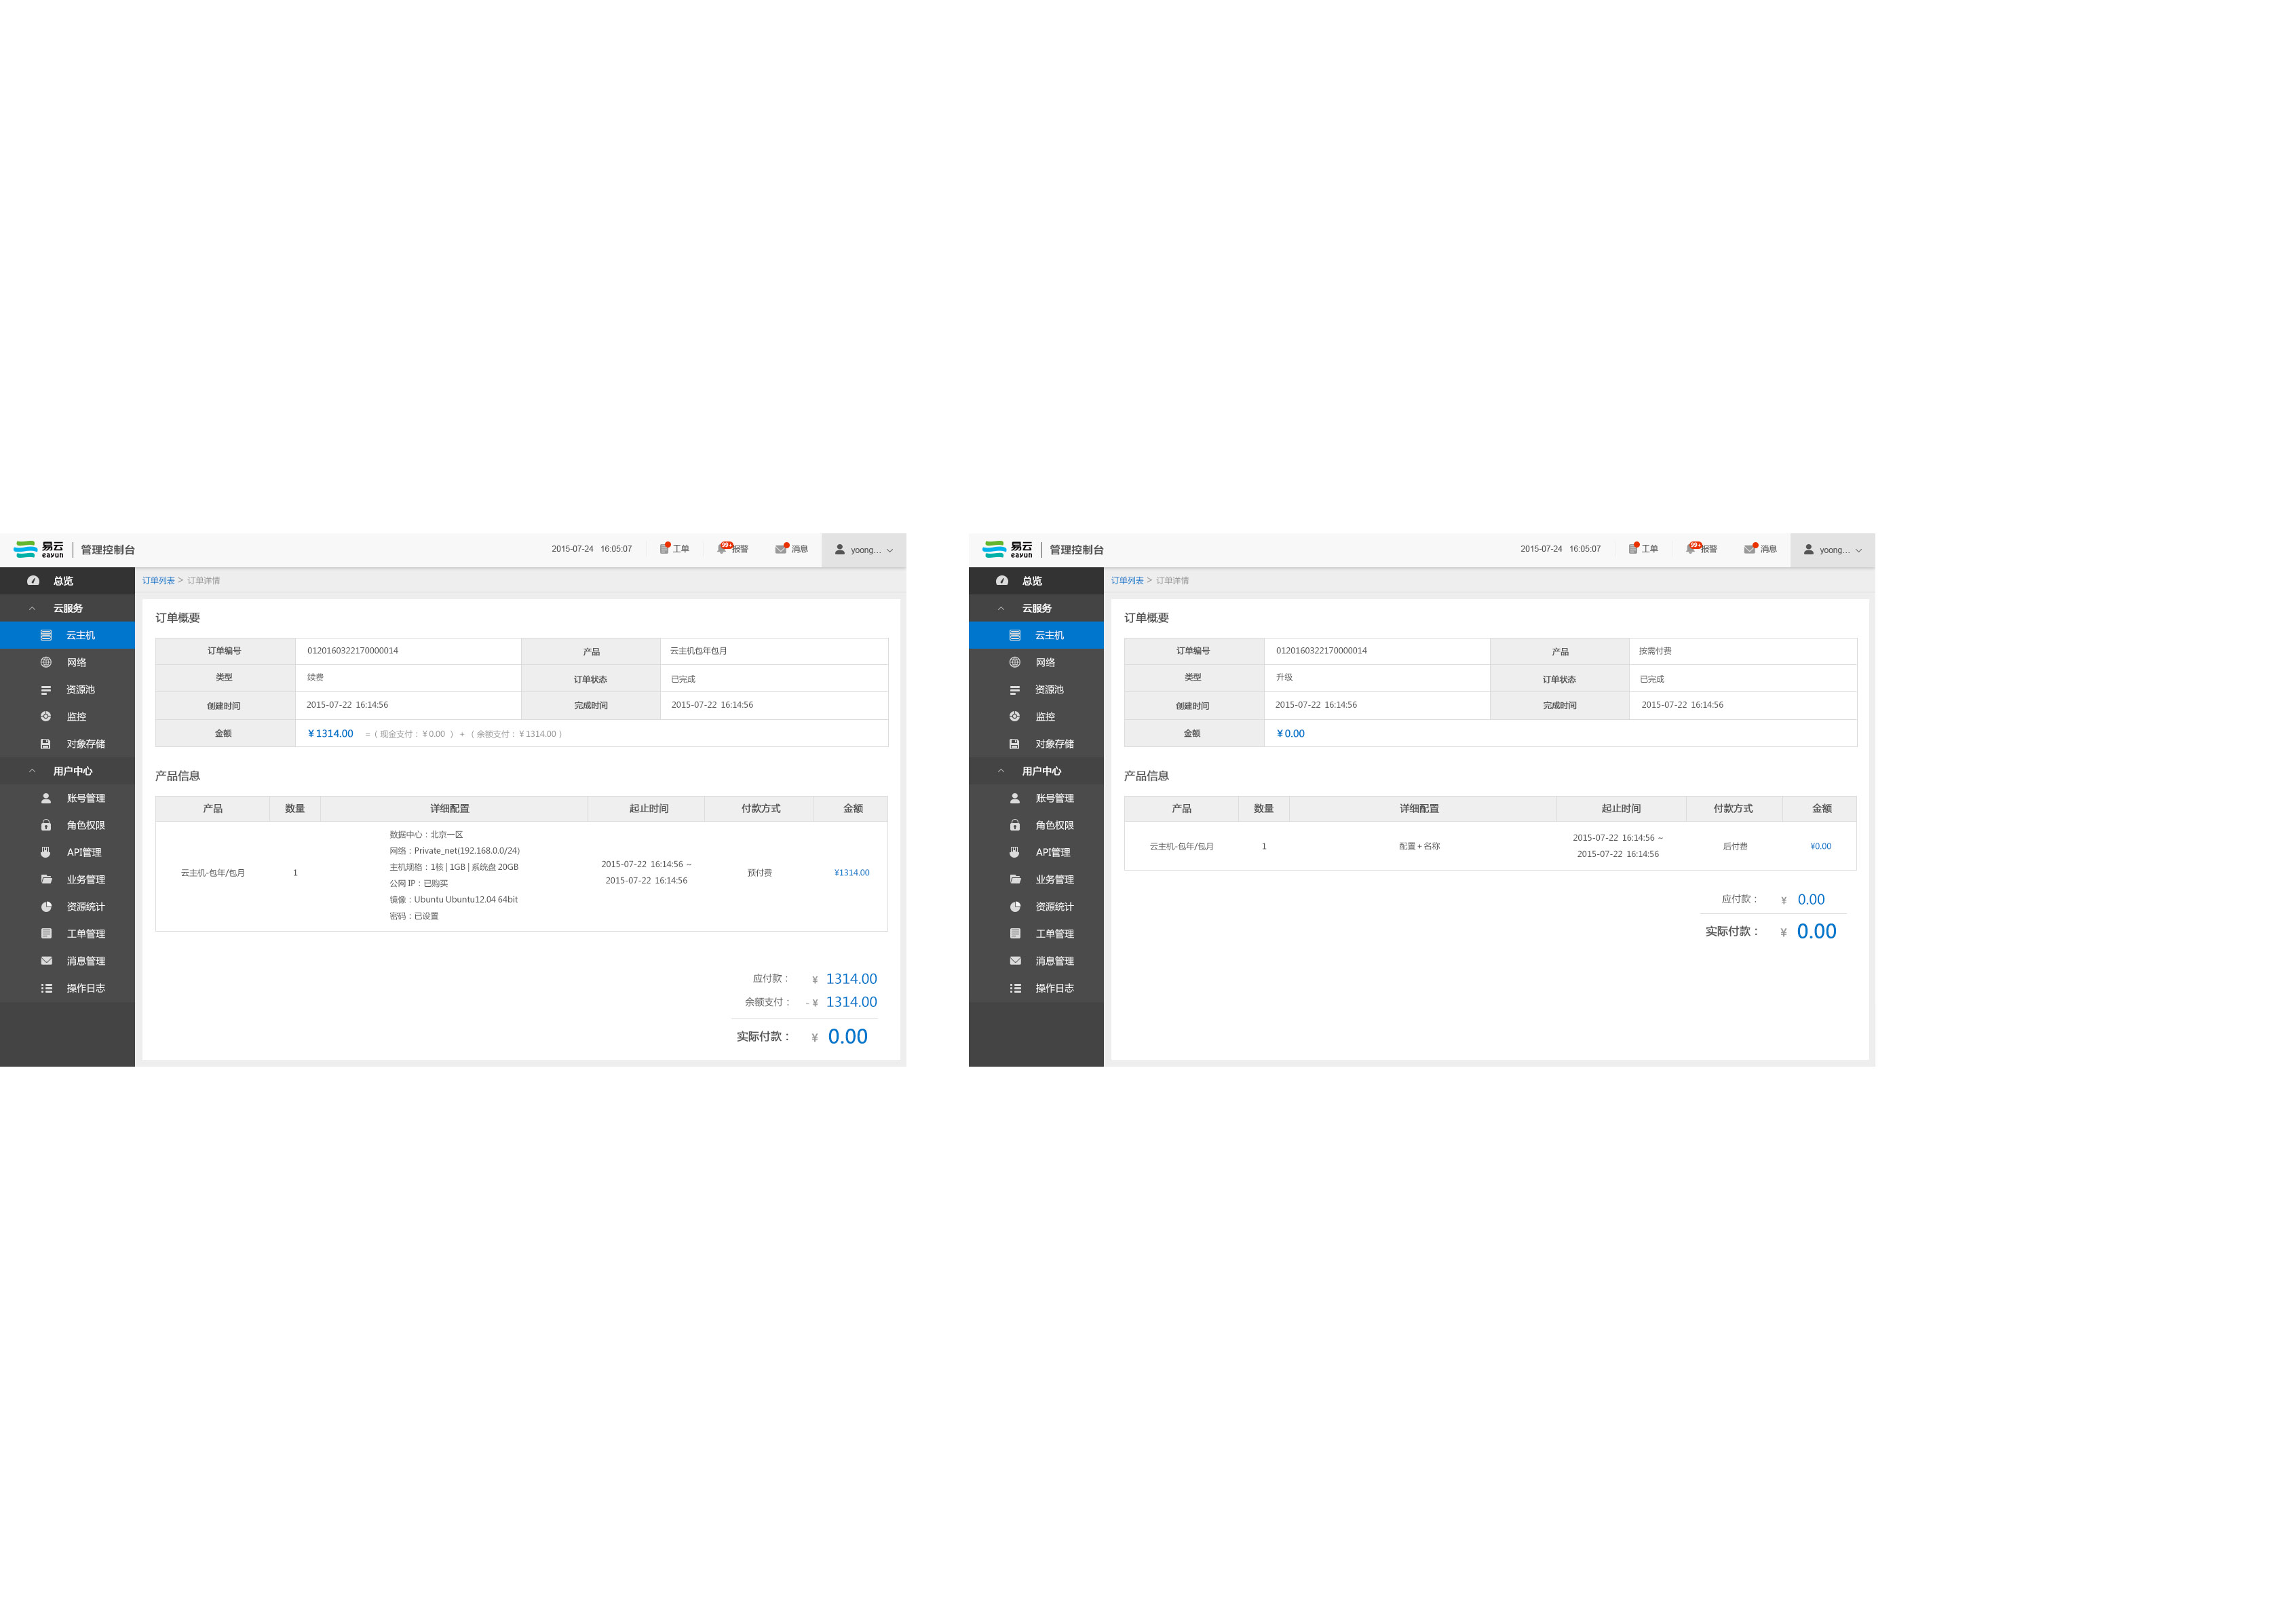 易云 eayun 管理控制台
2015-07-24 16:05:07 工单 99+ 报警 消息 yoong...
总览
云服务
云主机
网络
资源池
监控
对象存储
用户中心
账号管理
角色权限
API管理
业务管理
资源统计
工单管理
消息管理
操作日志
订单列表 > 订单详情
订单概要
订单编号 0120160322170000014 产品 云主机包年包月
类型 续费 订单状态 已完成
创建时间 2015-07-22 16:14:56 完成时间 2015-07-22 16:14:56
金额 ¥1314.00 =（现金支付：¥0.00 ）+（余额支付：¥1314.00）
产品信息
产品 数量 详细配置 起止时间 付款方式 金额
云主机-包年/包月 1
数据中心：北京一区
网络：Private_net(192.168.0.0/24)
主机规格：1核 | 1GB | 系统盘 20GB
公网 IP：已购买
镜像：Ubuntu Ubuntu12.04 64bit
密码：已设置
2015-07-22 16:14:56 ~
2015-07-22 16:14:56
预付费 ¥1314.00
应付款： ¥ 1314.00
余额支付： - ¥ 1314.00
实际付款： ¥ 0.00
易云 eayun 管理控制台
2015-07-24 16:05:07 工单 99+ 报警 消息 yoong...
总览
云服务
云主机
网络
资源池
监控
对象存储
用户中心
账号管理
角色权限
API管理
业务管理
资源统计
工单管理
消息管理
操作日志
订单列表 > 订单详情
订单概要
订单编号 0120160322170000014 产品 按需付费
类型 升级 订单状态 已完成
创建时间 2015-07-22 16:14:56 完成时间 2015-07-22 16:14:56
金额 ¥0.00
产品信息
产品 数量 详细配置 起止时间 付款方式 金额
云主机-包年/包月 1 配置 + 名称
2015-07-22 16:14:56 ~
2015-07-22 16:14:56
后付费 ¥0.00
应付款： ¥ 0.00
实际付款： ¥ 0.00